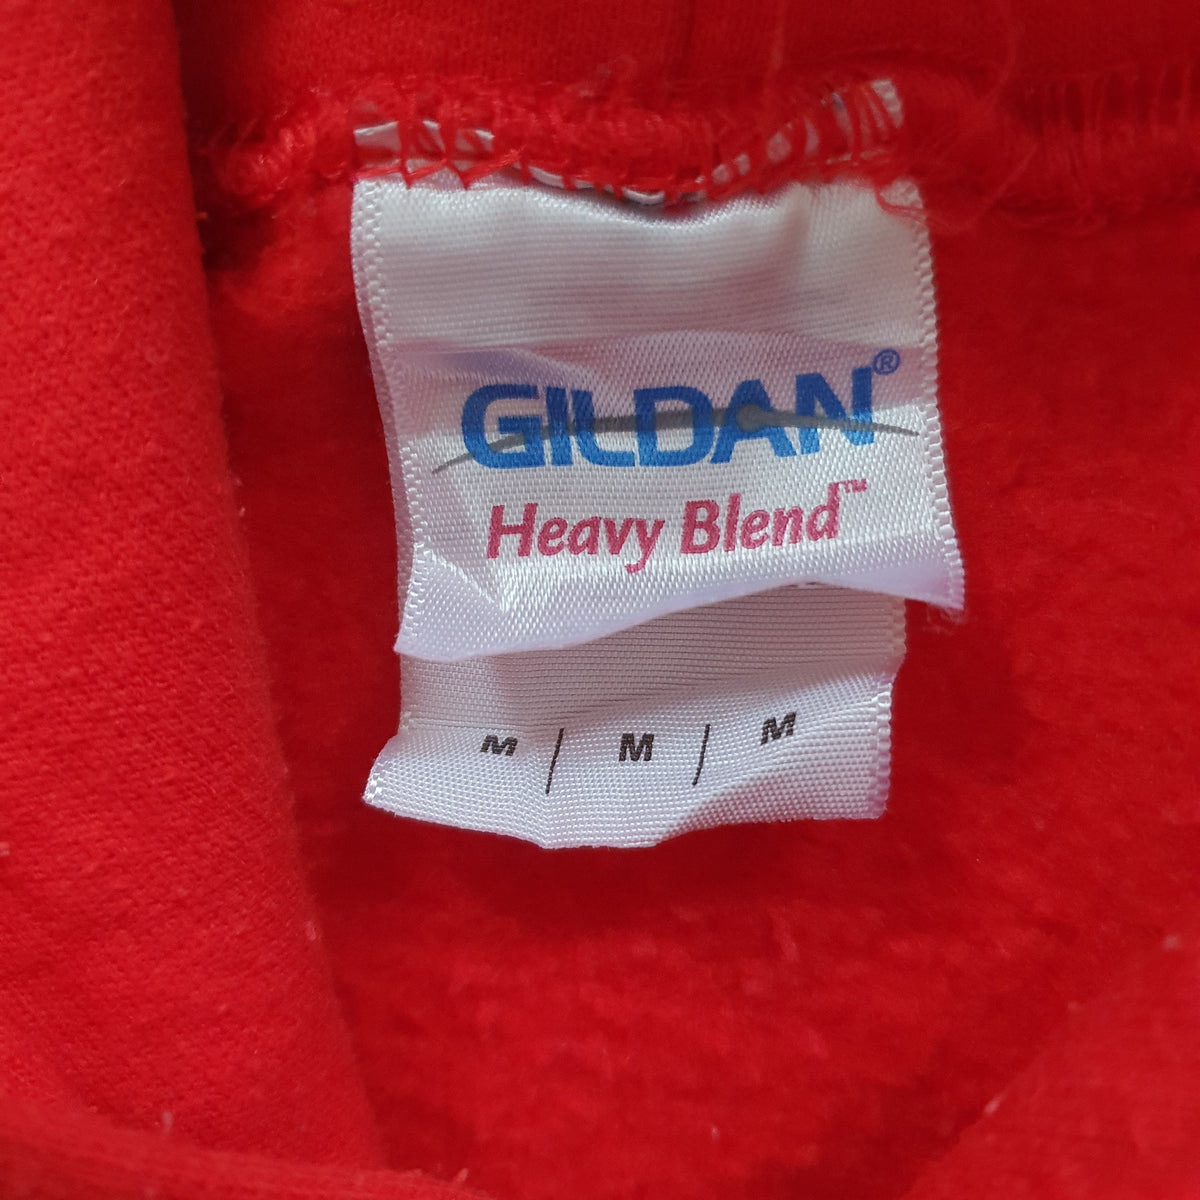 GILDAN®
Heavy Blend™
M / M / M